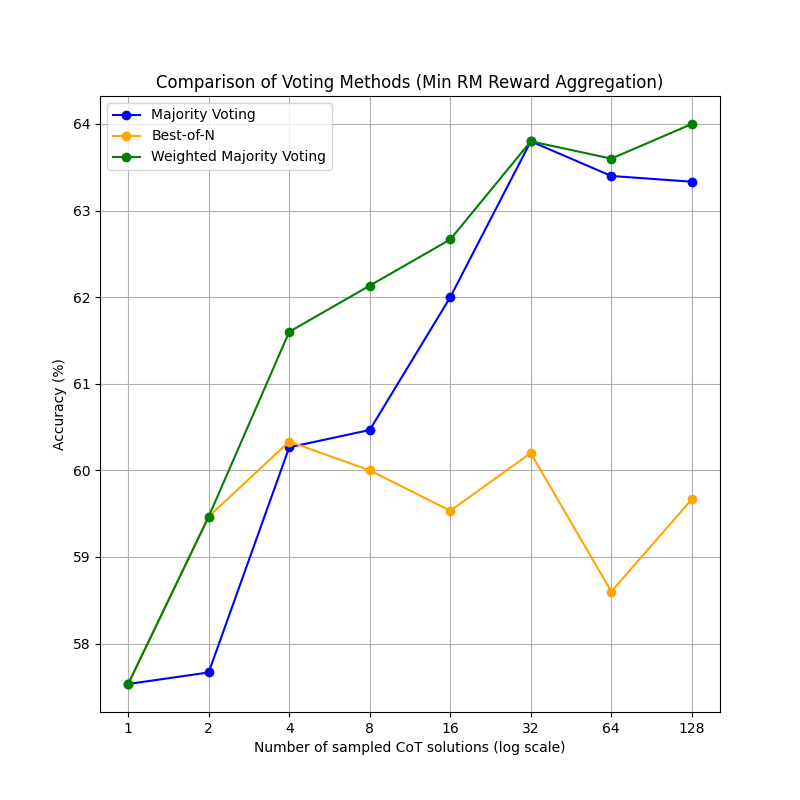 Comparison of Voting Methods (Min RM Reward Aggregation)
Majority Voting
Best-of-N
Weighted Majority Voting
64
63
62
61
60
59
58
Accuracy (%)
1 2 4 8 16 32 64 128
Number of sampled CoT solutions (log scale)